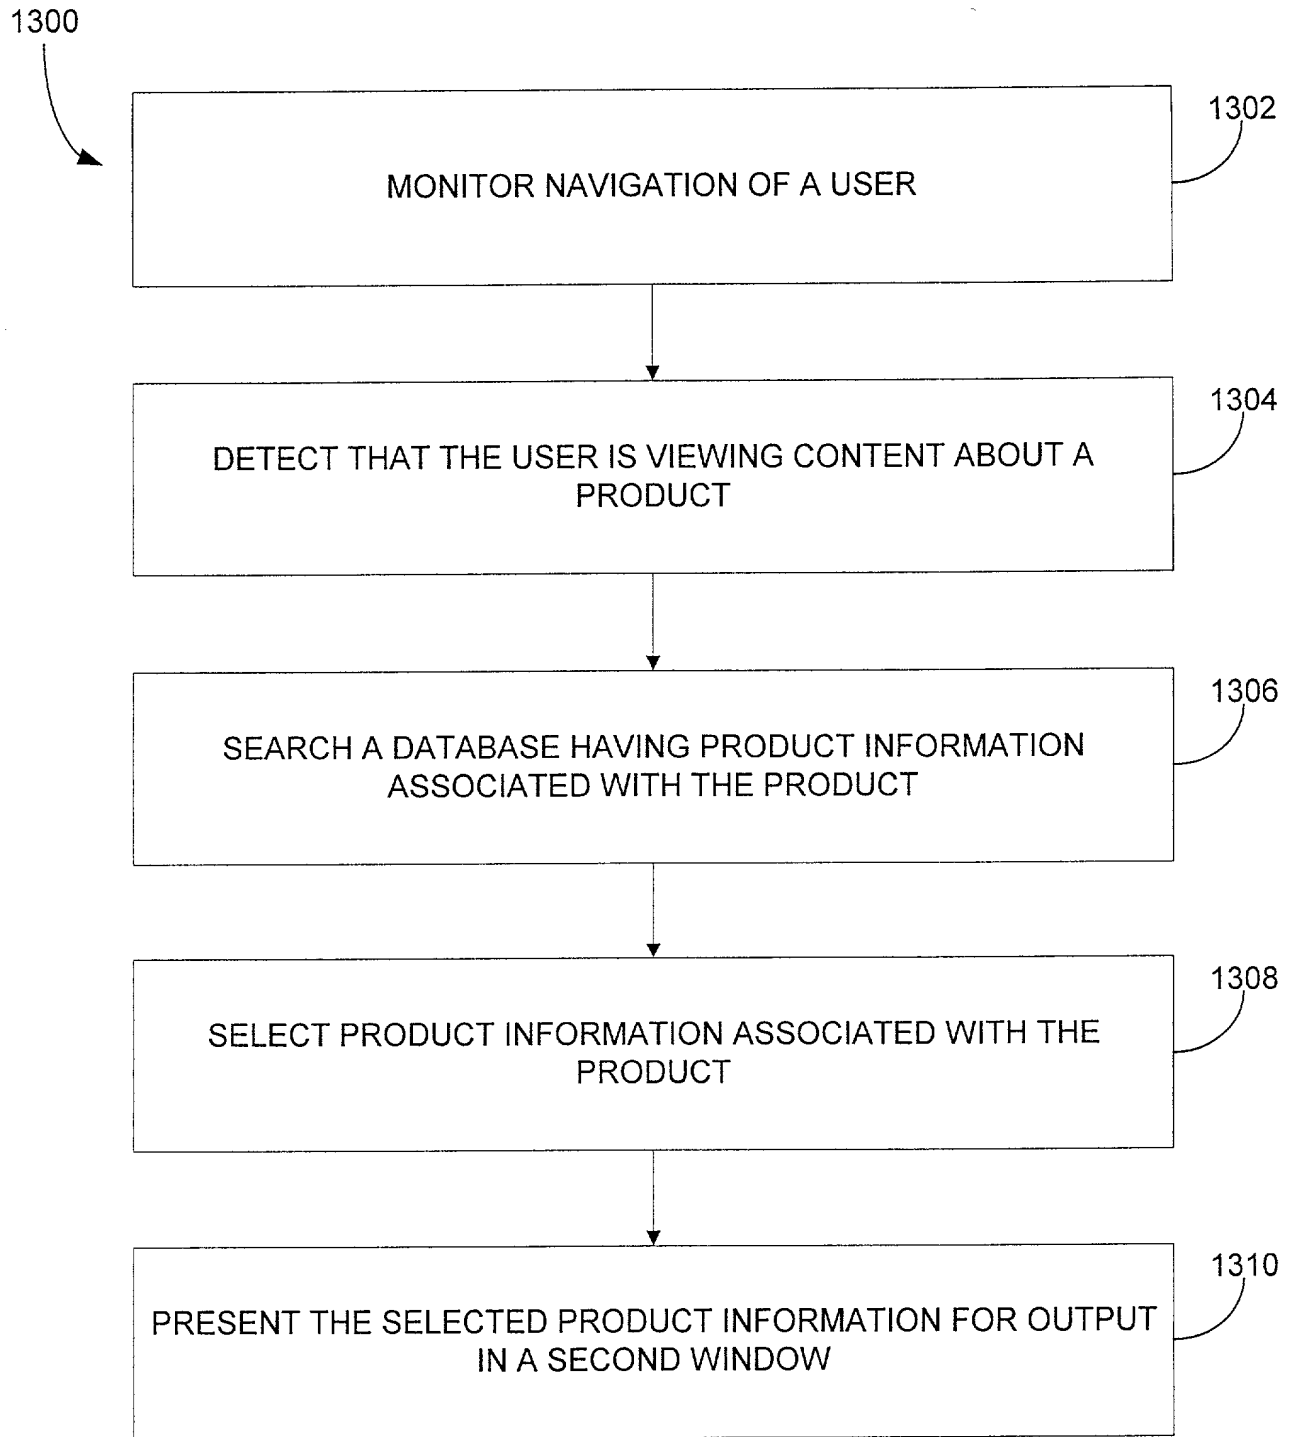 1300
1302
MONITOR NAVIGATION OF A USER
1304
DETECT THAT THE USER IS VIEWING CONTENT ABOUT A
PRODUCT
1306
SEARCH A DATABASE HAVING PRODUCT INFORMATION
ASSOCIATED WITH THE PRODUCT
1308
SELECT PRODUCT INFORMATION ASSOCIATED WITH THE
PRODUCT
1310
PRESENT THE SELECTED PRODUCT INFORMATION FOR OUTPUT
IN A SECOND WINDOW